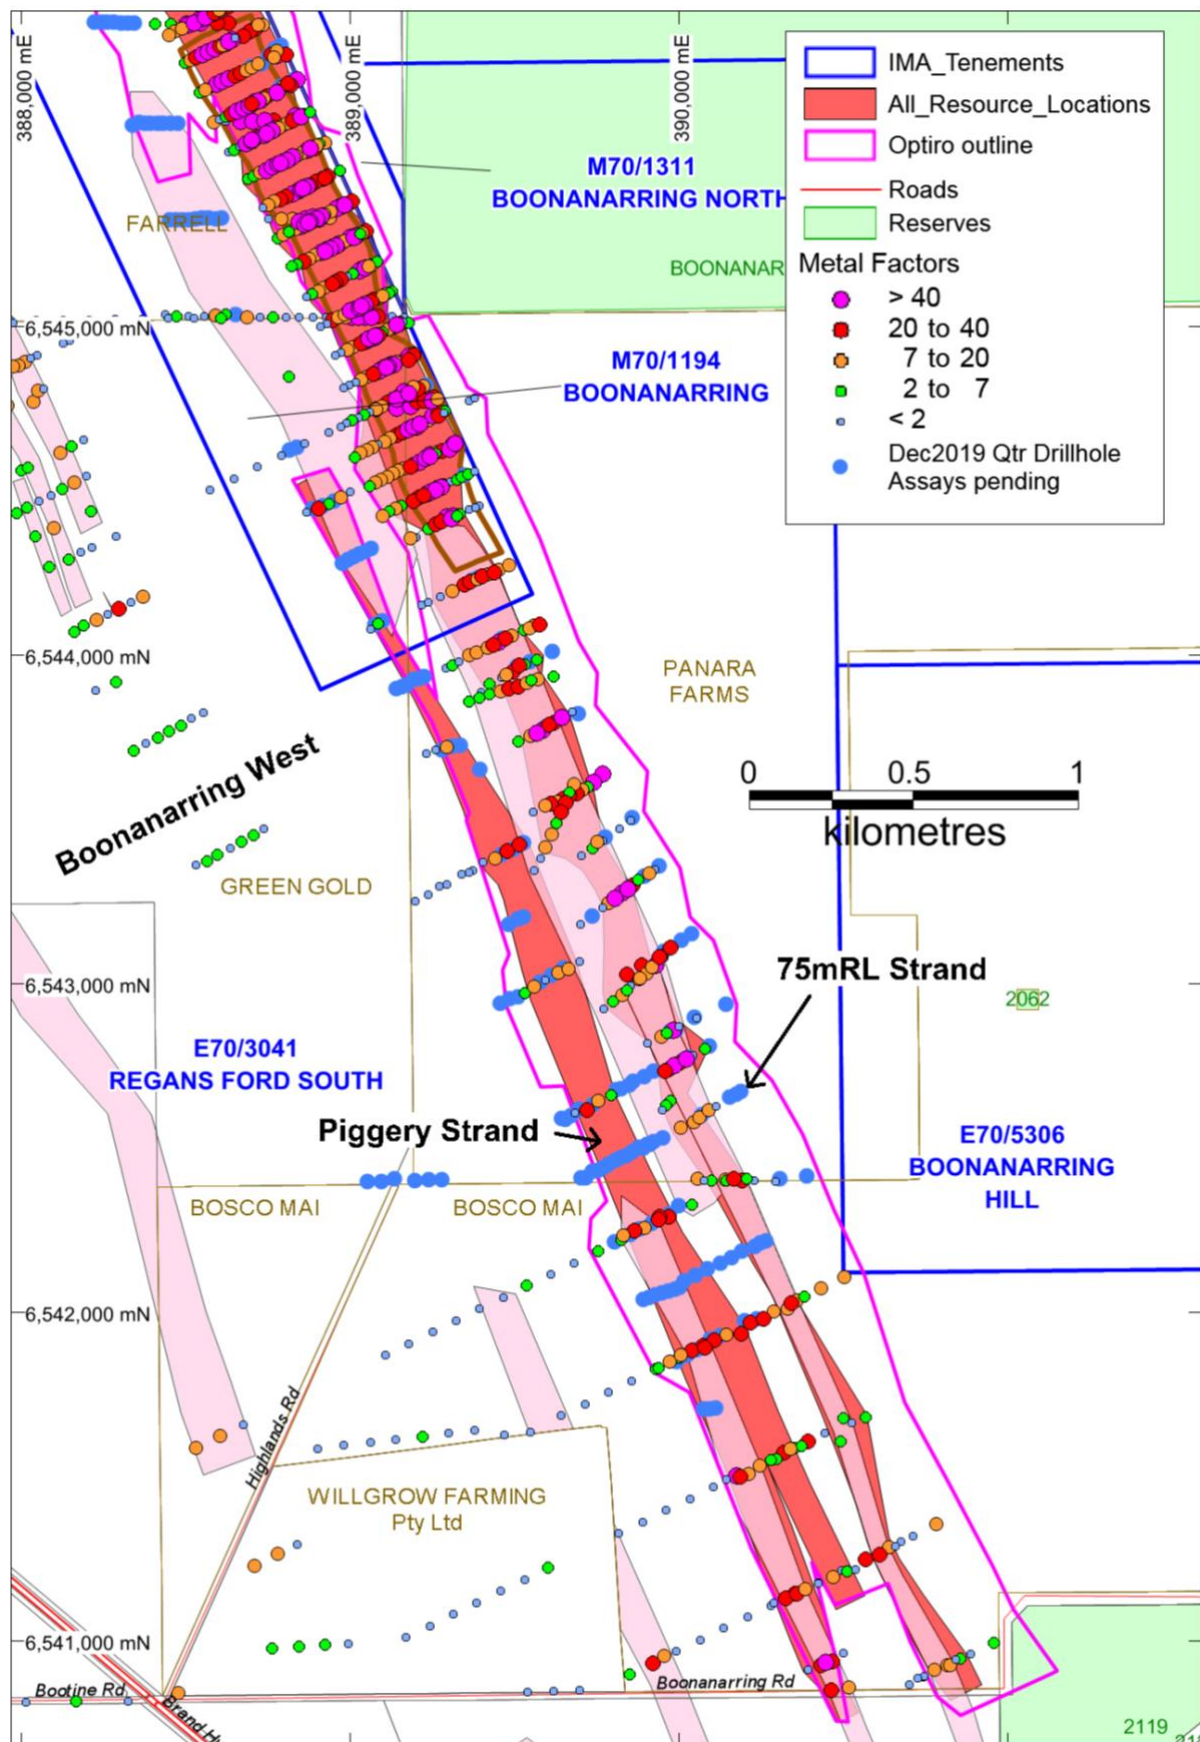 388,000 mE
389,000 mE
390,000 mE
IMA_Tenements
All_Resource_Locations
Optiro outline
Roads
Reserves
Metal Factors
> 40
20 to 40
7 to 20
2 to 7
< 2
Dec2019 Qtr Drillhole
Assays pending
M70/1311
BOONANARRING NORTH
FARRELL
BOONANAR
6,545,000 mN
M70/1194
BOONANARRING
6,544,000 mN
PANARA
FARMS
0 0.5 1
kilometres
Boonanarring West
GREEN GOLD
75mRL Strand
6,543,000 mN
2062
E70/3041
REGANS FORD SOUTH
Piggery Strand
E70/5306
BOONANARRING
HILL
BOSCO MAI
BOSCO MAI
6,542,000 mN
Highlands Rd
WILLGROW FARMING
Pty Ltd
6,541,000 mN
Bootine Rd
Boonanarring Rd
Brand H
2119